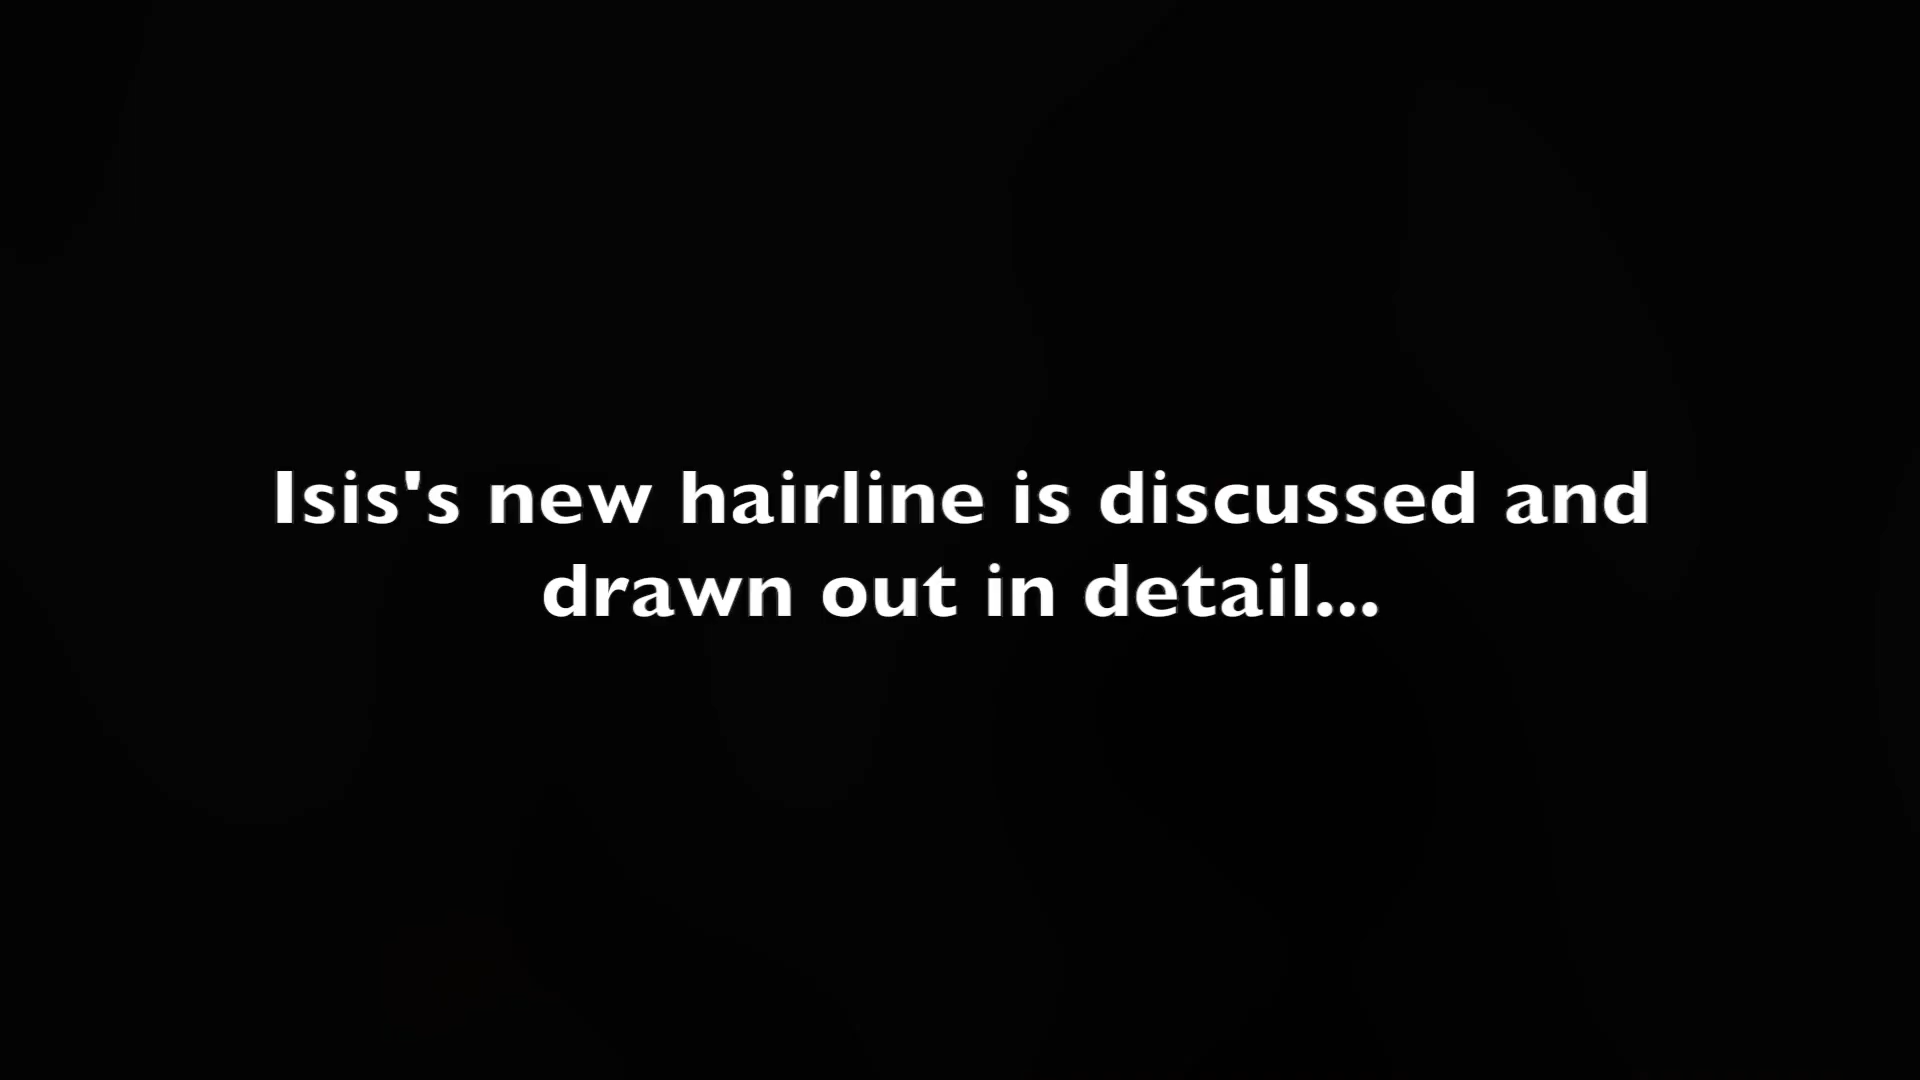 Isis's new hairline is discussed and
drawn out in detail...